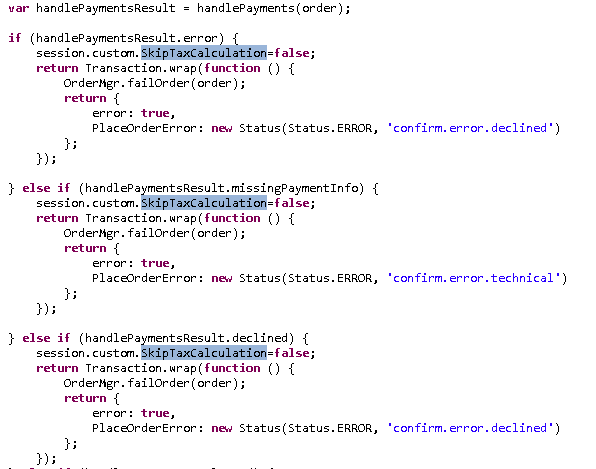 var handlePaymentsResult = handlePayments(order);
if (handlePaymentsResult.error) {
session.custom.SkipTaxCalculation=false;
return Transaction.wrap(function () {
OrderMgr.failOrder(order);
return {
error: true,
PlaceOrderError: new Status(Status.ERROR, 'confirm.error.declined')
};
});
} else if (handlePaymentsResult.missingPaymentInfo) {
session.custom.SkipTaxCalculation=false;
return Transaction.wrap(function () {
OrderMgr.failOrder(order);
return {
error: true,
PlaceOrderError: new Status(Status.ERROR, 'confirm.error.technical')
};
});
} else if (handlePaymentsResult.declined) {
session.custom.SkipTaxCalculation=false;
return Transaction.wrap(function () {
OrderMgr.failOrder(order);
return {
error: true,
PlaceOrderError: new Status(Status.ERROR, 'confirm.error.declined')
};
});